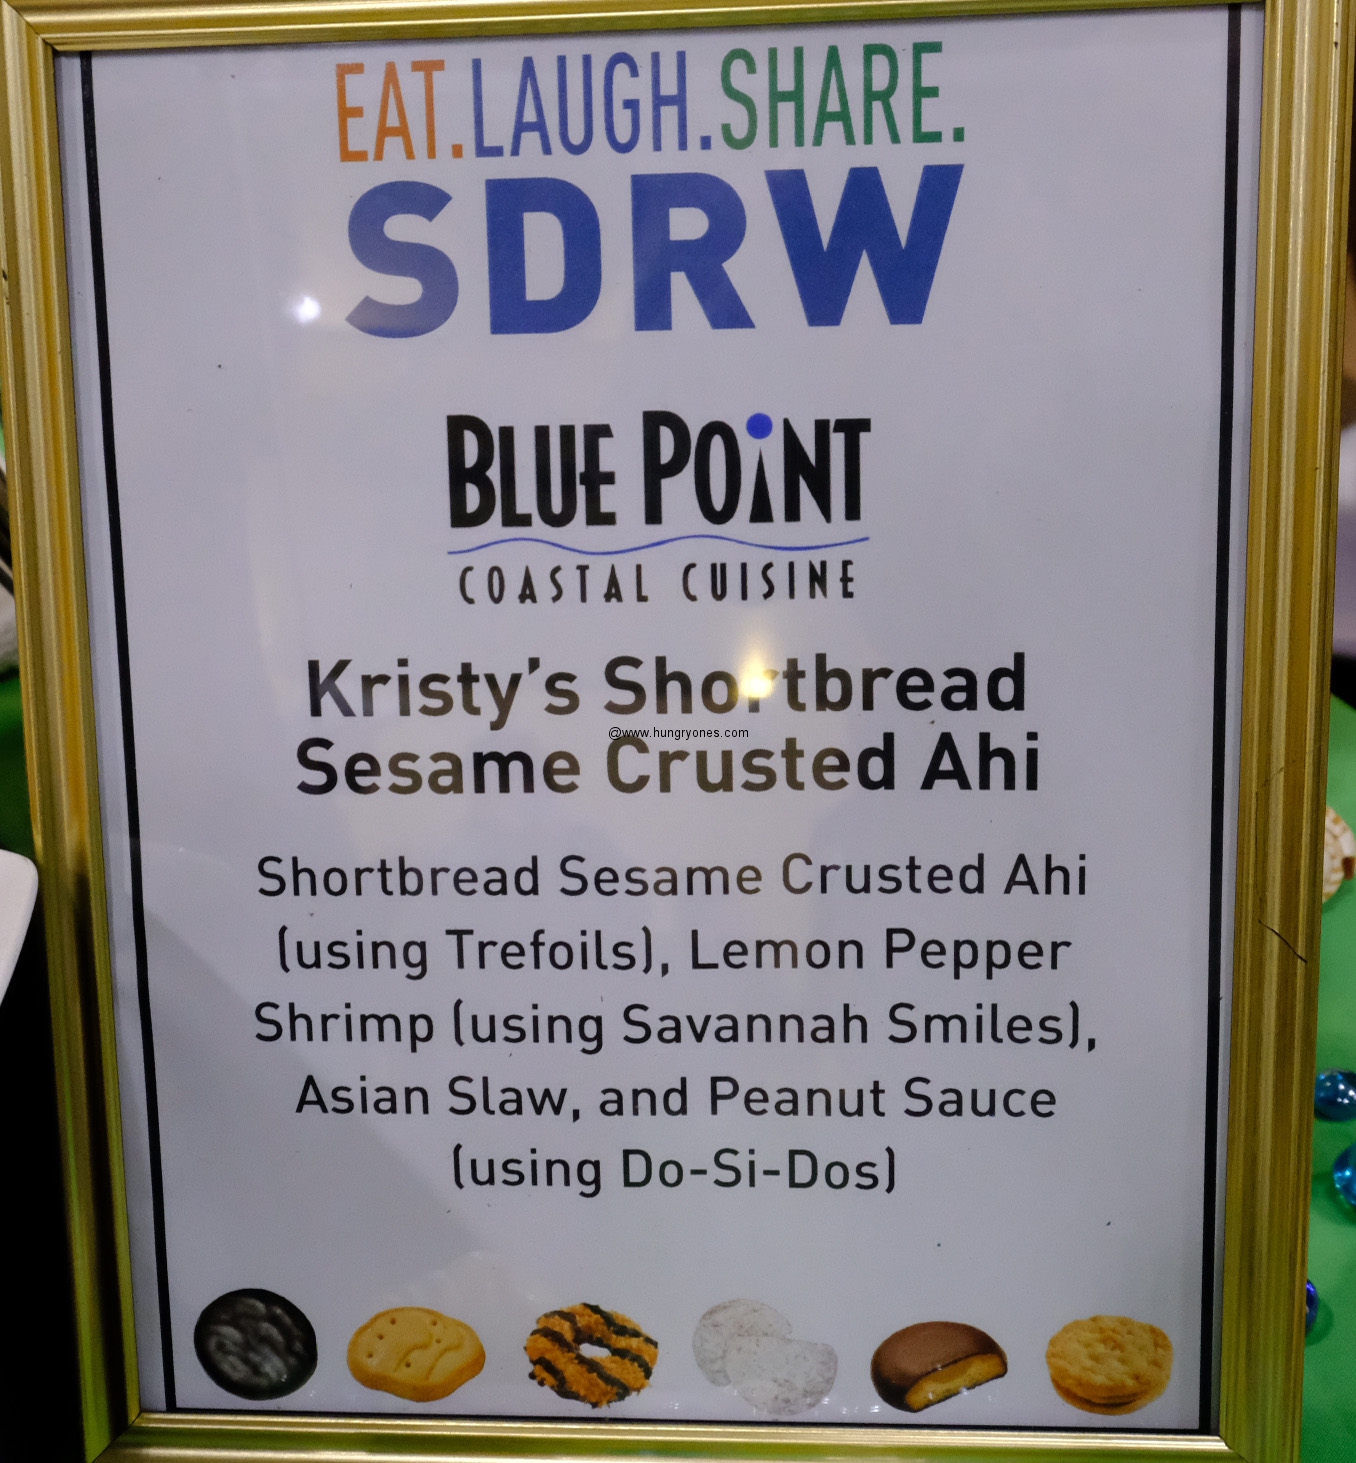 EAT.LAUGH.SHARE.
SDRW
BLUE POINT
COASTAL CUISINE
Kristy's Shortbread
@www.hungryones.com
Sesame Crusted Ahi
Shortbread Sesame Crusted Ahi
(using Trefoils), Lemon Pepper
Shrimp (using Savannah Smiles),
Asian Slaw, and Peanut Sauce
(using Do-Si-Dos)